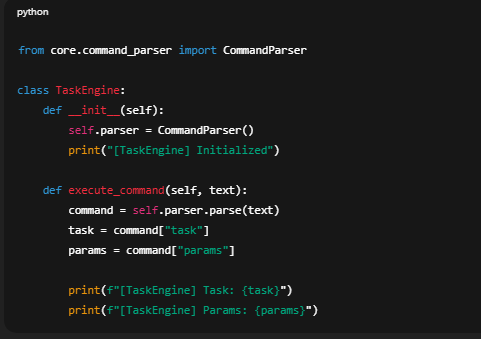 python
from core.command_parser import CommandParser
class TaskEngine:
    def __init__(self):
        self.parser = CommandParser()
        print("[TaskEngine] Initialized")
    def execute_command(self, text):
        command = self.parser.parse(text)
        task = command["task"]
        params = command["params"]
        print(f"[TaskEngine] Task: {task}")
        print(f"[TaskEngine] Params: {params}")